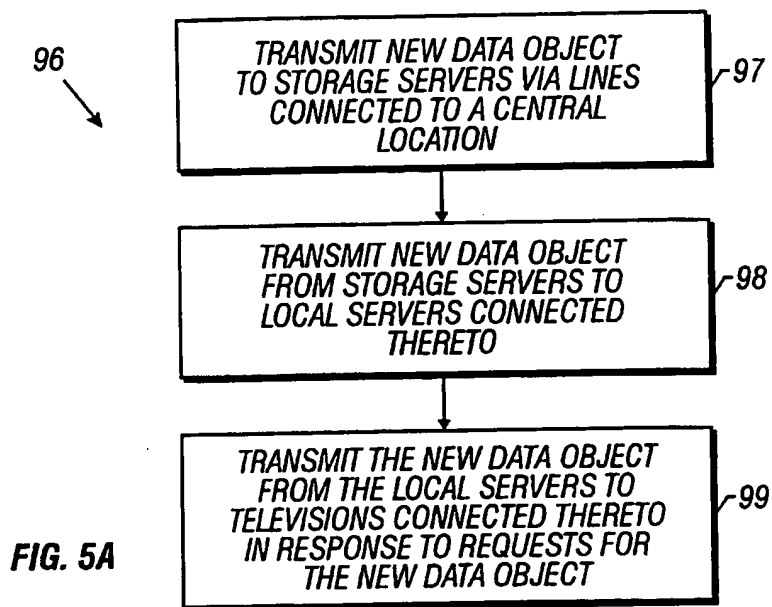 96
TRANSMIT NEW DATA OBJECT
TO STORAGE SERVERS VIA LINES
CONNECTED TO A CENTRAL
LOCATION
97
TRANSMIT NEW DATA OBJECT
FROM STORAGE SERVERS TO
LOCAL SERVERS CONNECTED
THERETO
98
TRANSMIT THE NEW DATA OBJECT
FROM THE LOCAL SERVERS TO
TELEVISIONS CONNECTED THERETO
IN RESPONSE TO REQUESTS FOR
THE NEW DATA OBJECT
99
FIG. 5A